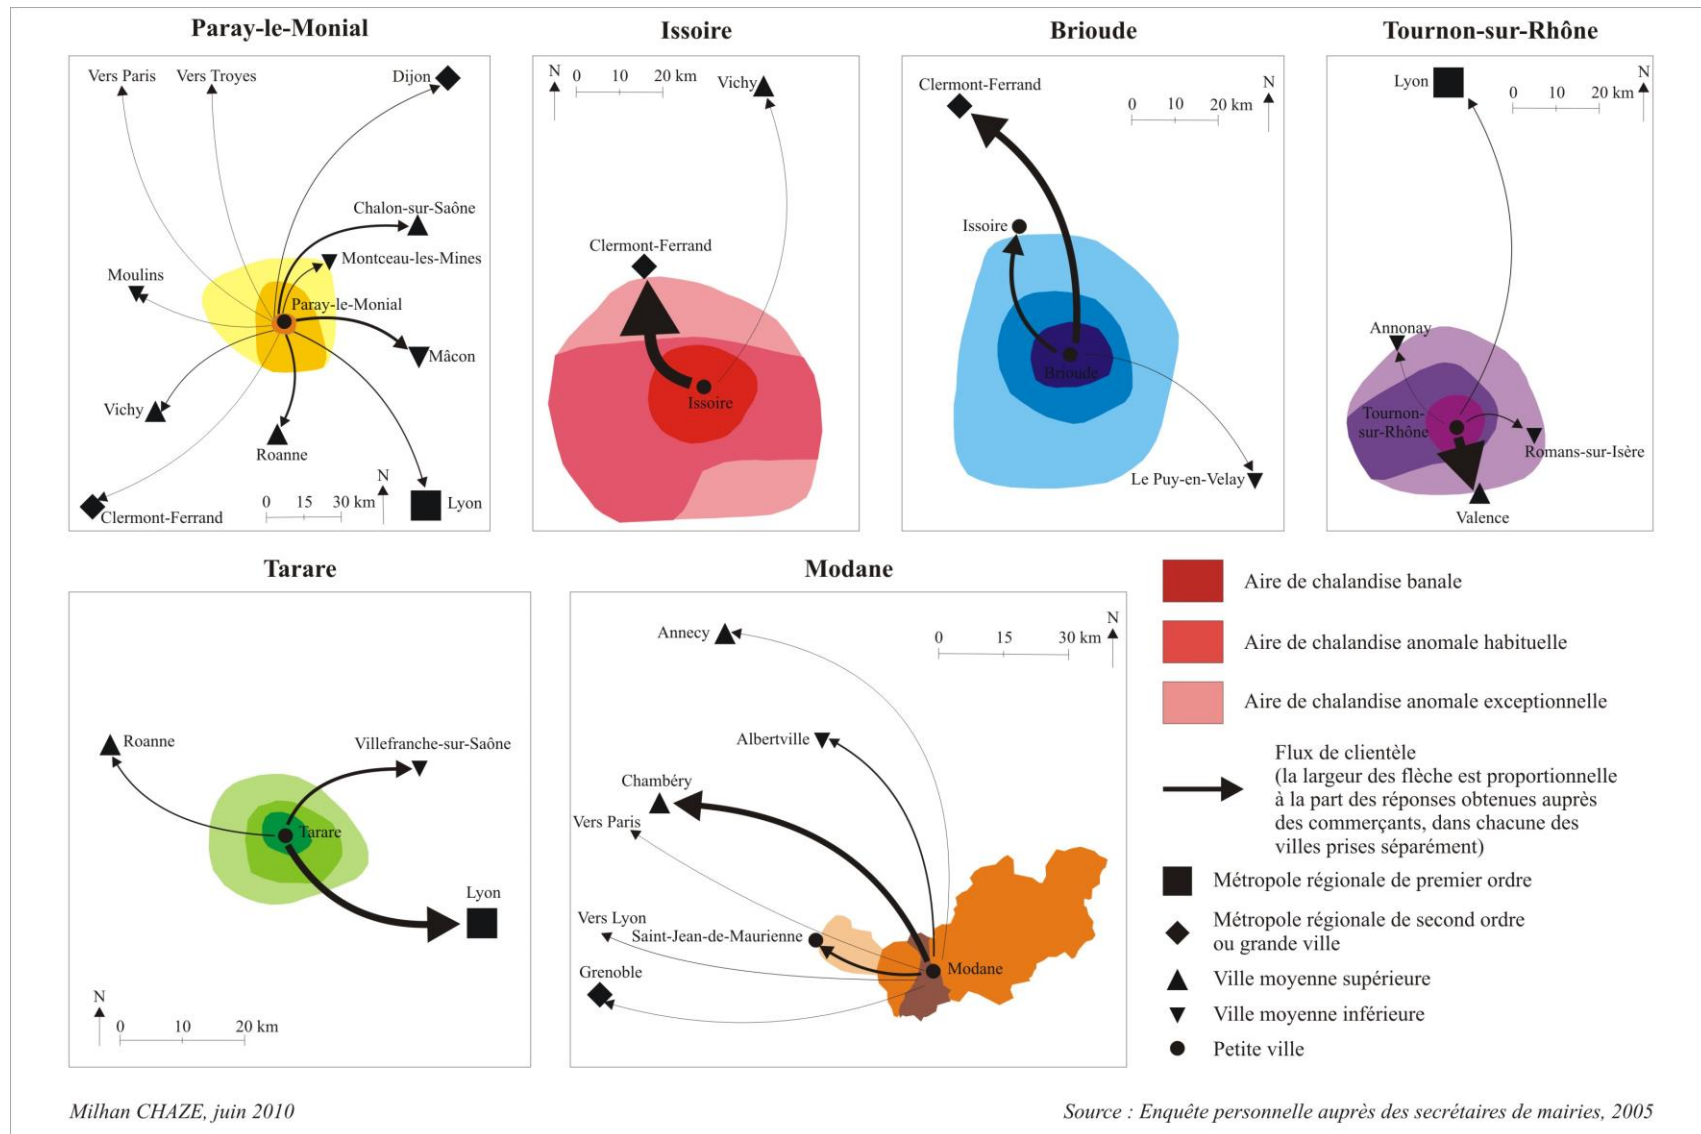 Paray-le-Monial
Vers Paris
Vers Troyes
Dijon
Chalon-sur-Saône
Montceau-les-Mines
Moulins
Paray-le-Monial
Mâcon
Vichy
Roanne
N
0 15 30 km
Clermont-Ferrand
Lyon
Issoire
N
0 10 20 km
Vichy
Clermont-Ferrand
Issoire
Brioude
Clermont-Ferrand
N
0 10 20 km
Issoire
Brioude
Le Puy-en-Velay
Tournon-sur-Rhône
Lyon
N
0 10 20 km
Annonay
Tournon-
sur-Rhône
Romans-sur-Isère
Valence
Tarare
Roanne
Villefranche-sur-Saône
Tarare
Lyon
N
0 10 20 km
Modane
Annecy
N
0 15 30 km
Albertville
Chambéry
Vers Paris
Vers Lyon
Saint-Jean-de-Maurienne
Grenoble
Modane
Aire de chalandise banale
Aire de chalandise anomale habituelle
Aire de chalandise anomale exceptionnelle
Flux de clientèle
(la largeur des flèche est proportionnelle
à la part des réponses obtenues auprès
des commerçants, dans chacune des
villes prises séparément)
Métropole régionale de premier ordre
Métropole régionale de second ordre
ou grande ville
Ville moyenne supérieure
Ville moyenne inférieure
Petite ville
Milhan CHAZE, juin 2010
Source : Enquête personnelle auprès des secrétaires de mairies, 2005